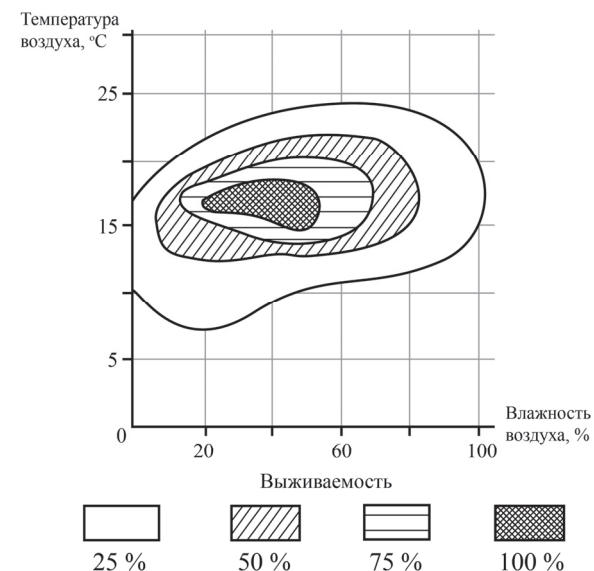 Температура
воздуха, °С
25
15
5
0
20
60
100
Влажность
воздуха, %
Выживаемость
25 %
50 %
75 %
100 %